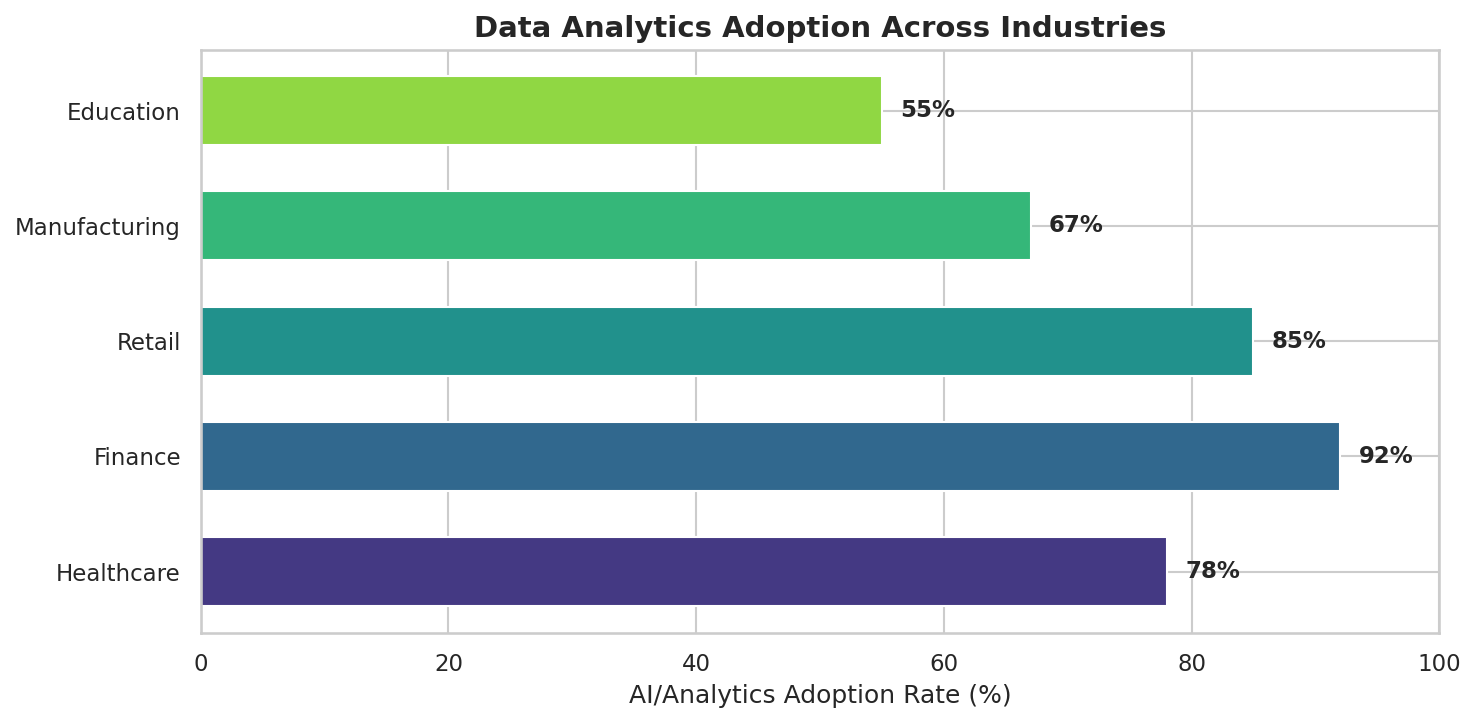 Data Analytics Adoption Across Industries
Education 55%
Manufacturing 67%
Retail 85%
Finance 92%
Healthcare 78%
0 20 40 60 80 100
AI/Analytics Adoption Rate (%)